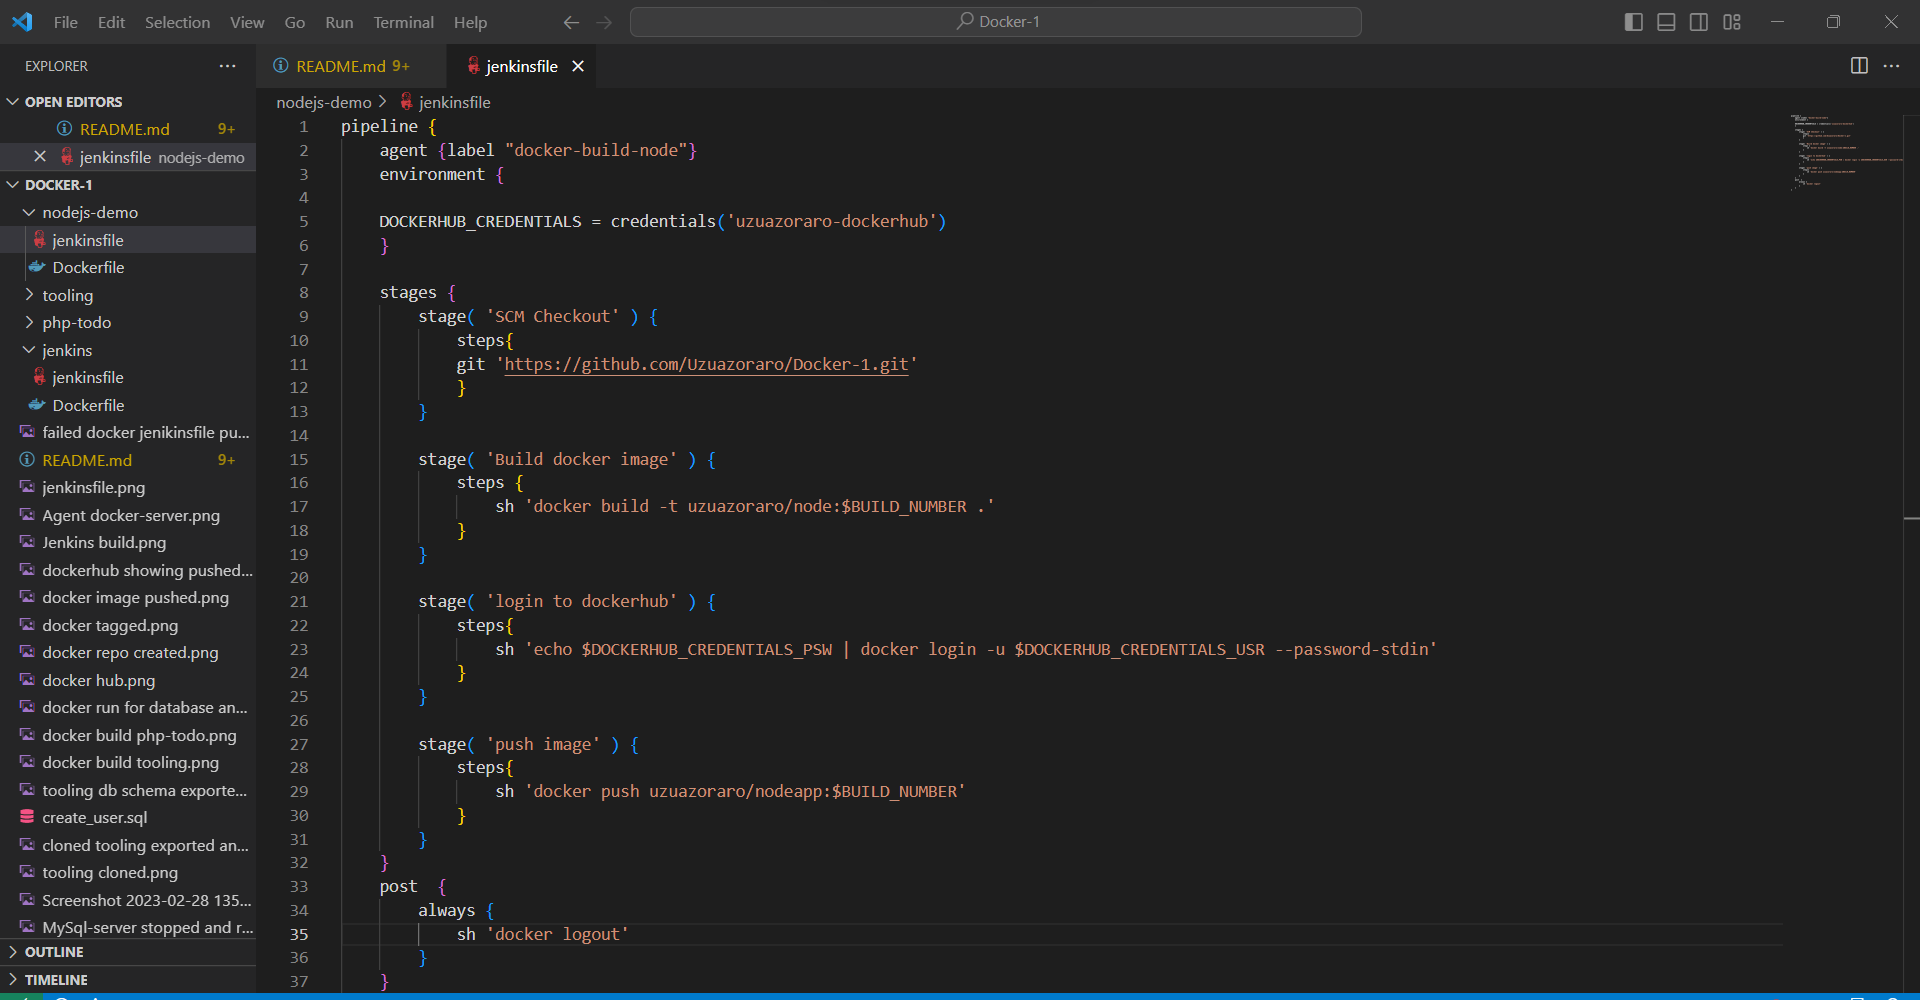 File Edit Selection View Go Run Terminal Help
Docker-1
EXPLORER
OPEN EDITORS
README.md 9+
jenkinsfile nodejs-demo
DOCKER-1
nodejs-demo
jenkinsfile
Dockerfile
tooling
php-todo
jenkins
jenkinsfile
Dockerfile
failed docker jenikinsfile pu...
README.md 9+
jenkinsfile.png
Agent docker-server.png
Jenkins build.png
dockerhub showing pushed...
docker image pushed.png
docker tagged.png
docker repo created.png
docker hub.png
docker run for database an...
docker build php-todo.png
docker build tooling.png
tooling db schema exporte...
create_user.sql
cloned tooling exported an...
tooling cloned.png
Screenshot 2023-02-28 135...
MySql-server stopped and r...
OUTLINE
TIMELINE
README.md 9+
jenkinsfile
nodejs-demo > jenkinsfile
1 pipeline {
2 agent {label "docker-build-node"}
3 environment {
4
5 DOCKERHUB_CREDENTIALS = credentials('uzuazoraro-dockerhub')
6 }
7
8 stages {
9 stage( 'SCM Checkout' ) {
10 steps{
11 git 'https://github.com/Uzuazoraro/Docker-1.git'
12 }
13 }
14
15 stage( 'Build docker image' ) {
16 steps {
17 sh 'docker build -t uzuazoraro/node:$BUILD_NUMBER .'
18 }
19 }
20
21 stage( 'login to dockerhub' ) {
22 steps{
23 sh 'echo $DOCKERHUB_CREDENTIALS_PSW | docker login -u $DOCKERHUB_CREDENTIALS_USR --password-stdin'
24 }
25 }
26
27 stage( 'push image' ) {
28 steps{
29 sh 'docker push uzuazoraro/nodeapp:$BUILD_NUMBER'
30 }
31 }
32 }
33 post  {
34 always {
35 sh 'docker logout'
36 }
37 }